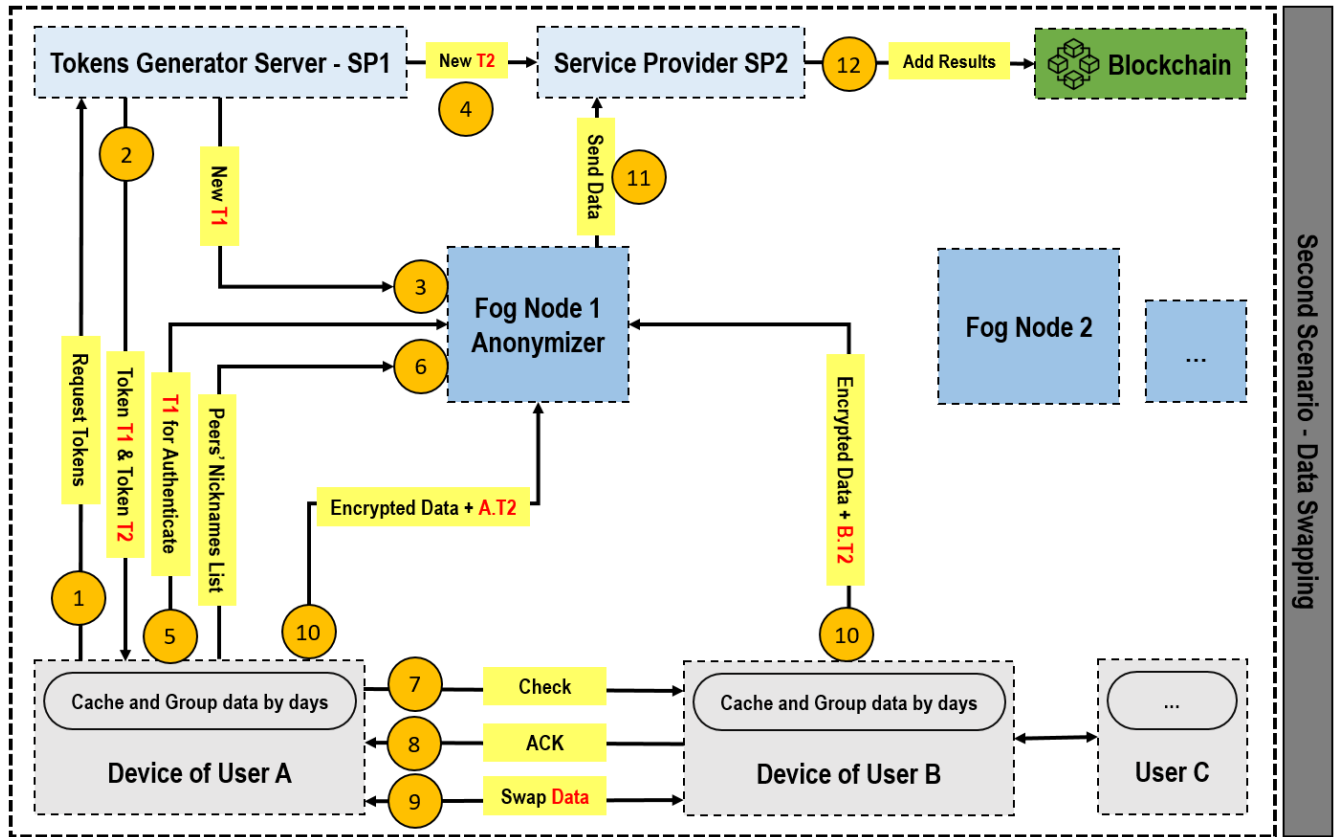 Tokens Generator Server - SP1
New T2
4
Service Provider SP2
12
Add Results
Blockchain
2
New T1
Send Data
11
3
Fog Node 1
Anonymizer
6
Fog Node 2
...
Request Tokens
Token T1 & Token T2
T1 for Authenticate
Peers' Nicknames List
Encrypted Data + A.T2
Encrypted Data + B.T2
1
5
10
10
Cache and Group data by days
Device of User A
7
Check
8
ACK
9
Swap Data
Cache and Group data by days
Device of User B
...
User C
Second Scenario - Data Swapping